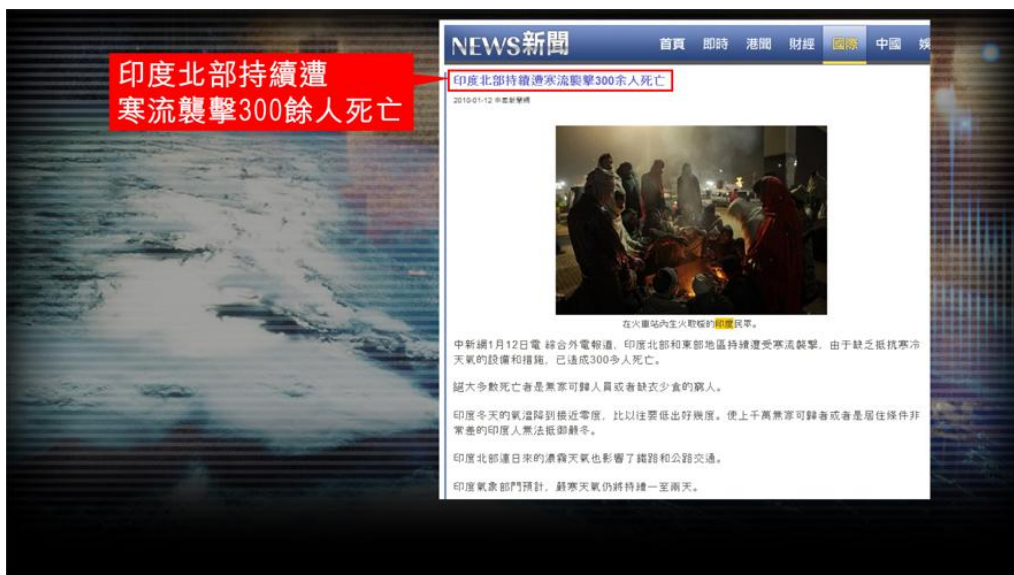 印度北部持續遭
寒流襲擊300餘人死亡
NEWS新聞
首頁 即時 港聞 財經 國際 中國 娛
印度北部持續遭寒流襲擊300余人死亡
2010-01-12 中國新聞網
在火車站內生火取暖的印度民眾。
中新網1月12日電 綜合外電報道, 印度北部和東部地區持續遭受寒流襲擊, 由于缺乏抵抗寒冷
天氣的設備和措施, 已造成300多人死亡。
絕大多數死亡者是無家可歸人員或者缺衣少食的窮人。
印度冬天的氣溫降到接近零度, 比以往要低出好幾度。使上千萬無家可歸者或者是居住條件非
常差的印度人無法抵御嚴冬。
印度北部連日來的濃霧天氣也影響了鐵路和公路交通。
印度氣象部門預計, 嚴寒天氣仍將持續一至兩天。